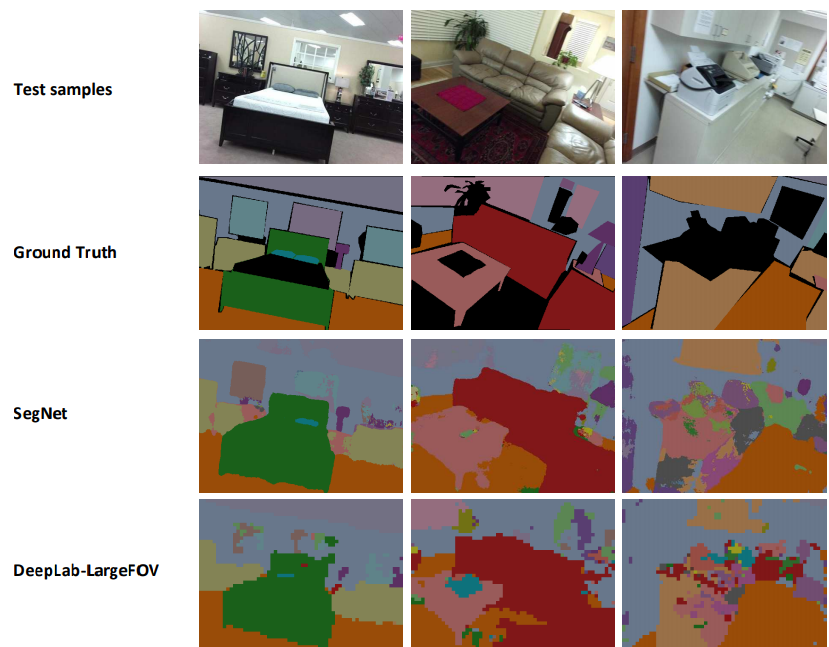 Test samples
Ground Truth
SegNet
DeepLab-LargeFOV